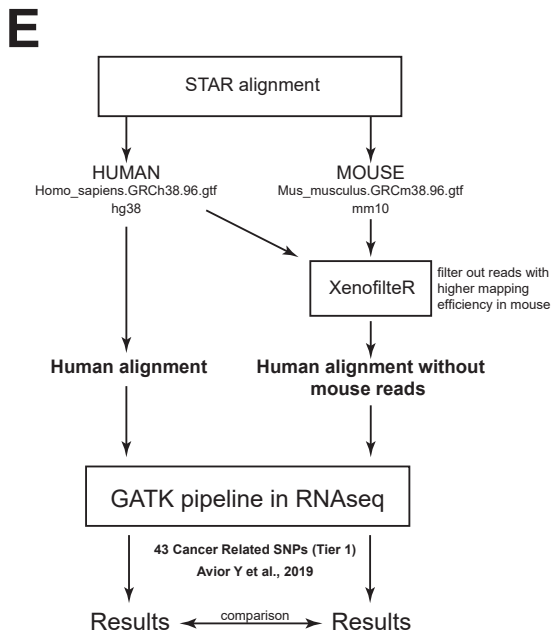 E
STAR alignment
HUMAN
Homo_sapiens.GRCh38.96.gtf
hg38
MOUSE
Mus_musculus.GRCm38.96.gtf
mm10
XenofilteR
filter out reads with
higher mapping
efficiency in mouse
Human alignment
Human alignment without
mouse reads
GATK pipeline in RNAseq
43 Cancer Related SNPs (Tier 1)
Avior Y et al., 2019
Results
comparison
Results